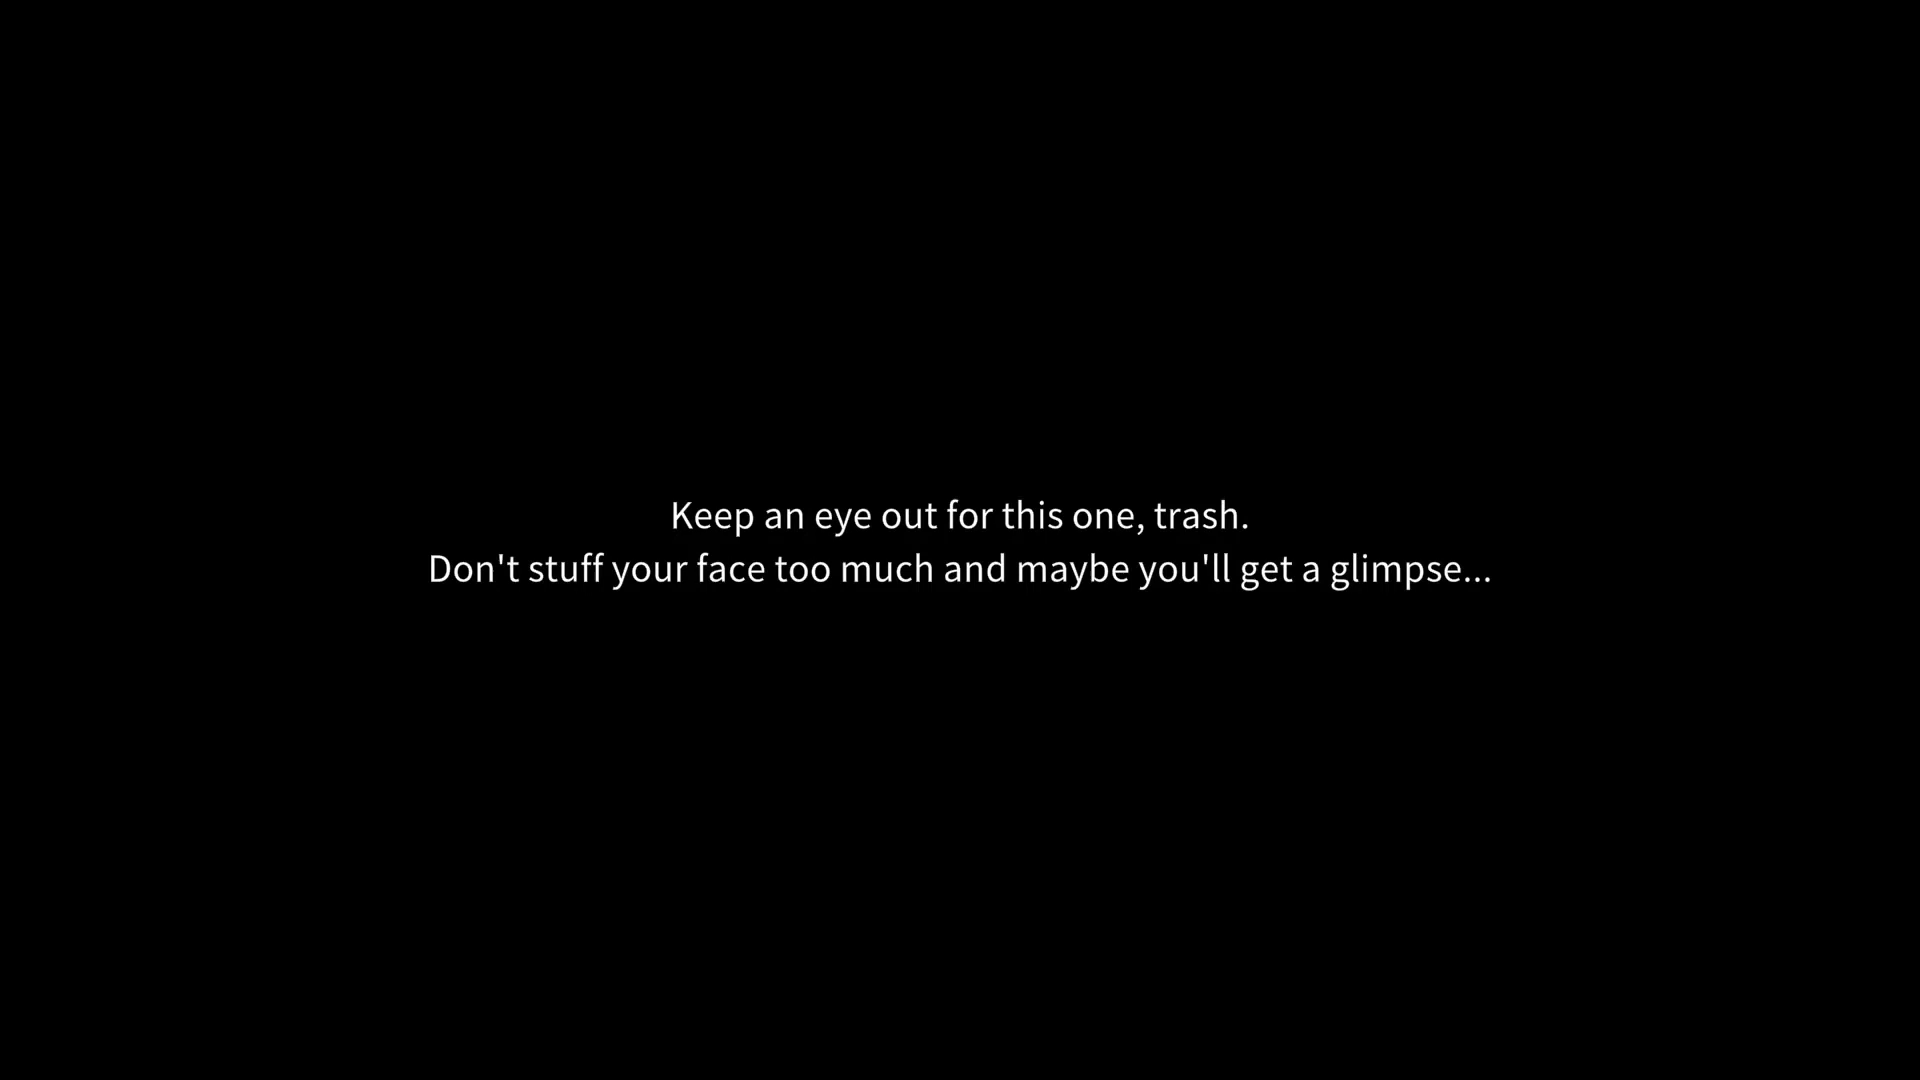 Keep an eye out for this one, trash.
Don't stuff your face too much and maybe you'll get a glimpse...